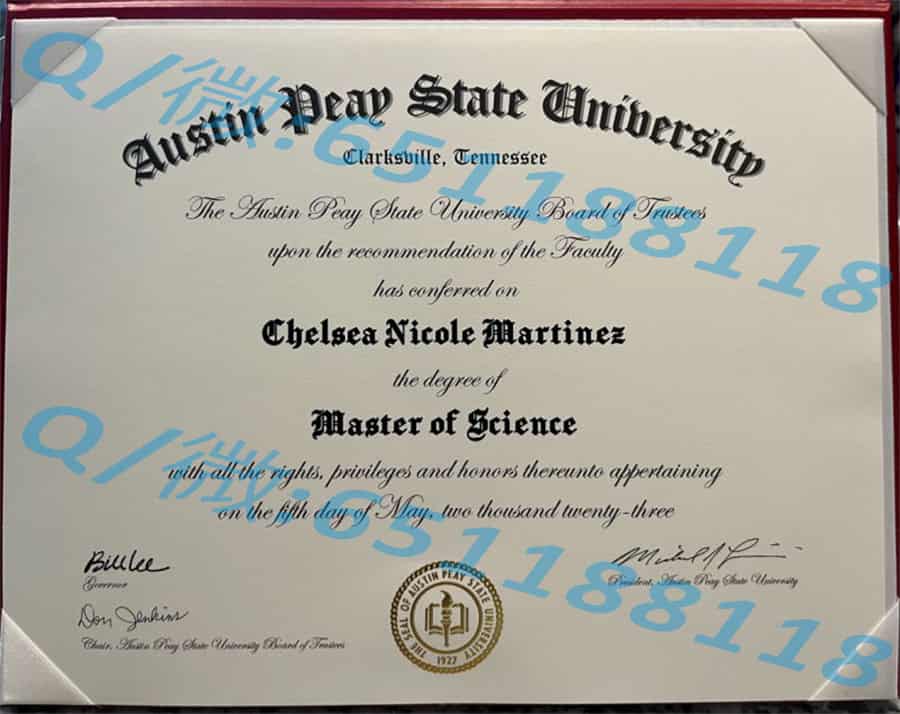 Austin Peay State University
Clarksville, Tennessee
The Austin Peay State University Board of Trustees
upon the recommendation of the Faculty
has conferred on
Chelsea Nicole Martinez
the degree of
Master of Science
with all the rights, privileges and honors thereunto appertaining
on the fifth day of May, two thousand twenty-three
Bill Lee
Governor
Don Jenkins
Chair, Austin Peay State University Board of Trustees
President, Austin Peay State University
THE SEAL OF AUSTIN PEAY STATE UNIVERSITY
1927
Q/微:65118118
Q/微:65118118